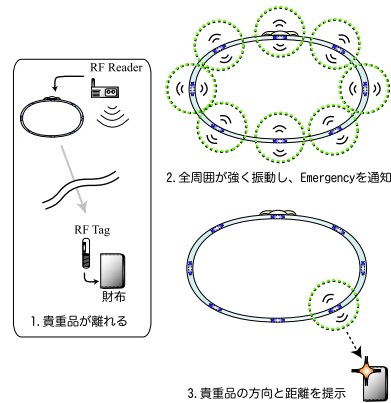 RF Reader
RF Tag
財布
1.貴重品が離れる
2.全周囲が強く振動し、Emergencyを通知
3.貴重品の方向と距離を提示